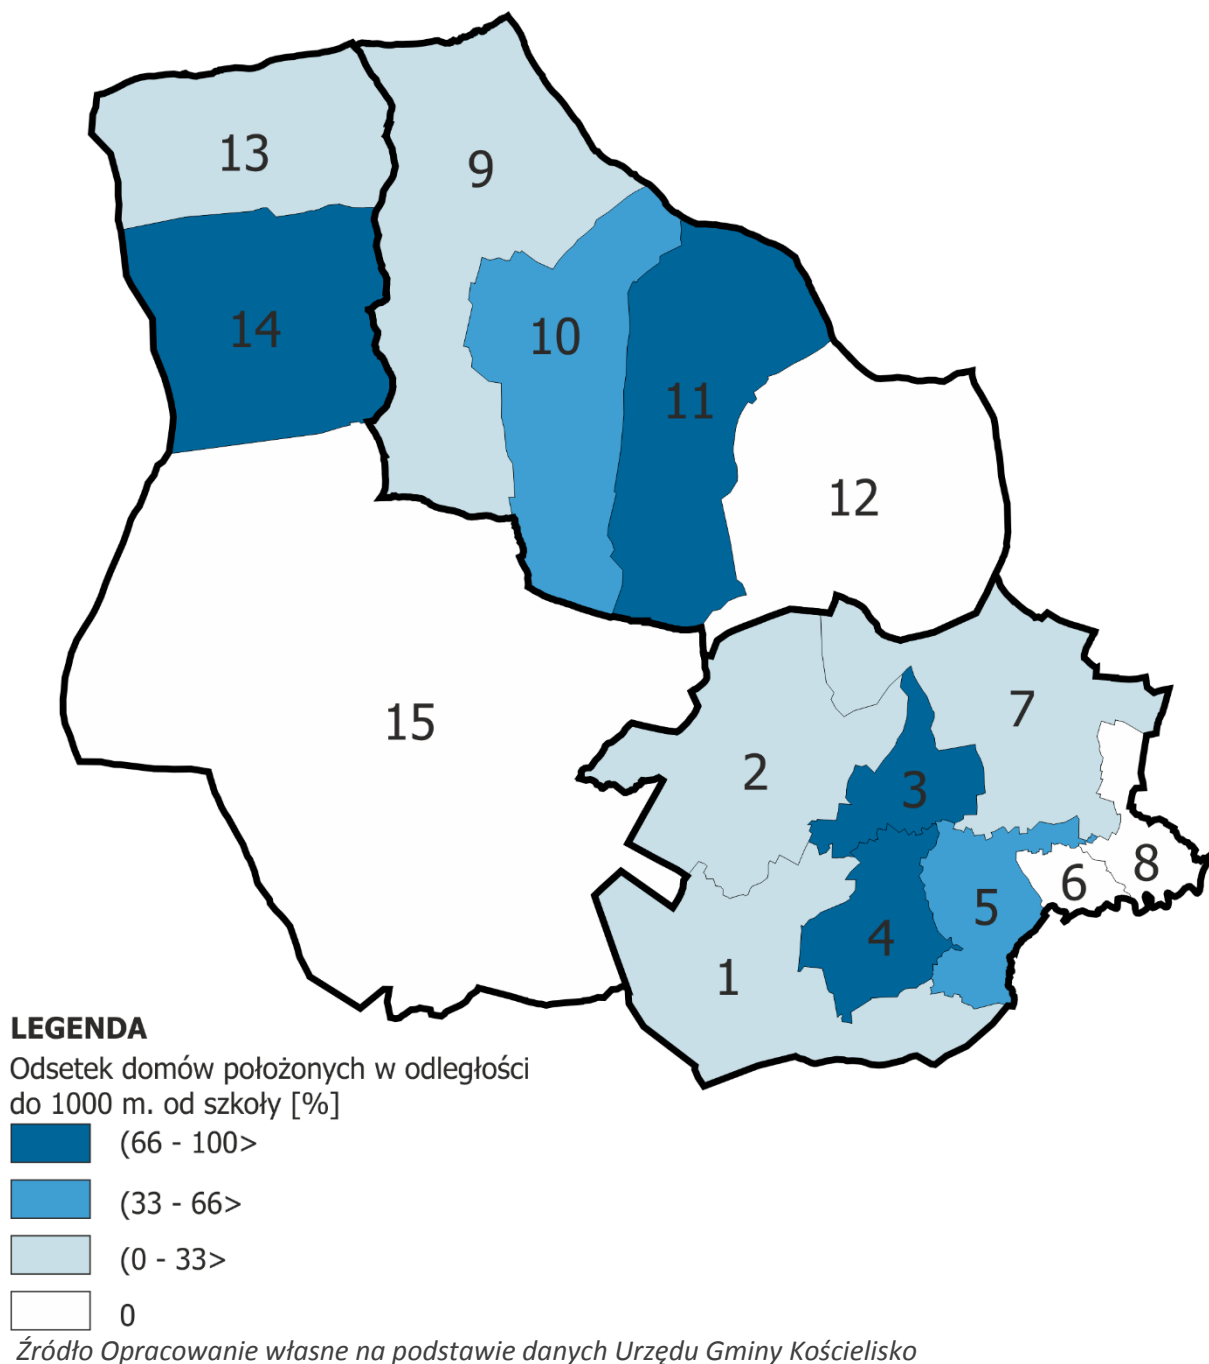 13
9
14
10
11
12
15
7
2
3
8
6
5
4
1
LEGENDA
Odsetek domów położonych w odległości
do 1000 m. od szkoły [%]
(66 - 100>
(33 - 66>
(0 - 33>
0
Źródło Opracowanie własne na podstawie danych Urzędu Gminy Kościelisko